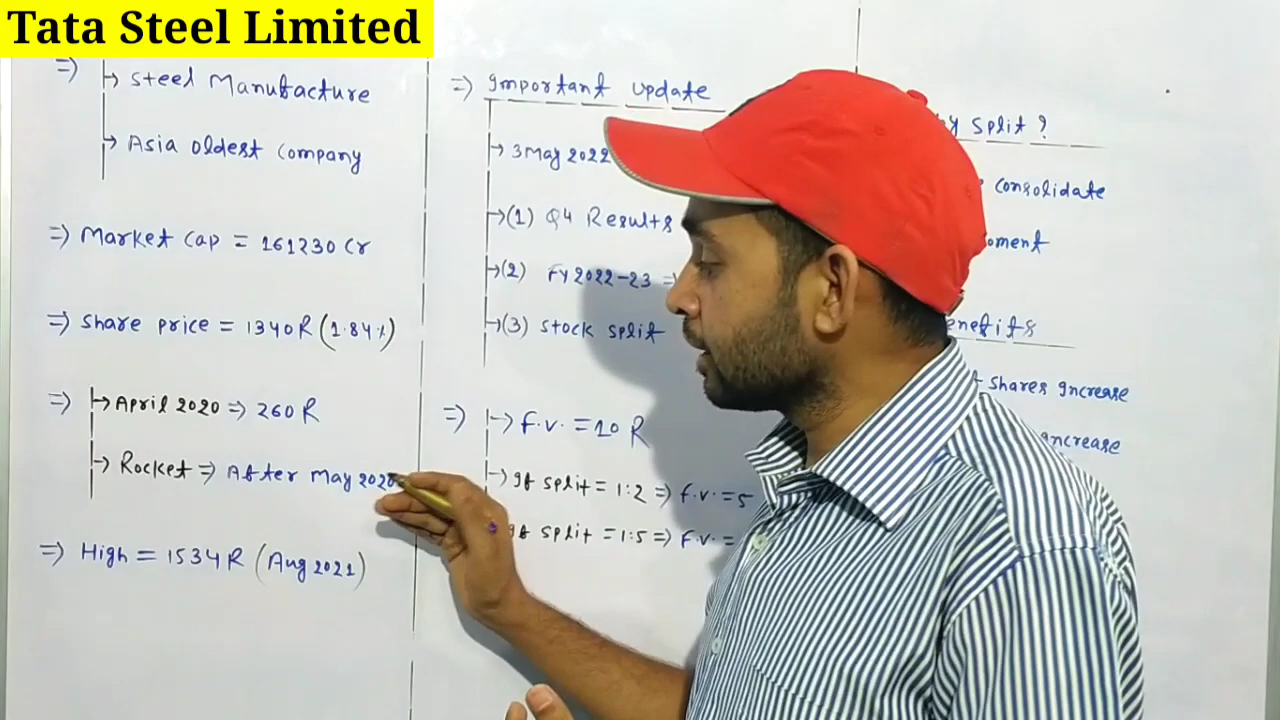 Tata Steel Limited
=> → Steel Manufacture
→ Asia oldest Company
=> Market Cap = 161230 Cr
=> Share price = 1340 R (1.84%)
=> → April 2020 => 260 R
→ Rocket => After May 2020
=> High = 1534 R (Aug 2021)
=> Important update
→ 3 May 2022
→ (1) Q4 Results
→ (2) FY 2022-23 =>
→ (3) Stock split
=> → F.V. = 10 R
→ If split = 1:2 => F.V. = 5
If split = 1:5 => F.V. =
Split ?
Consolidate
Shares Increase
Increase